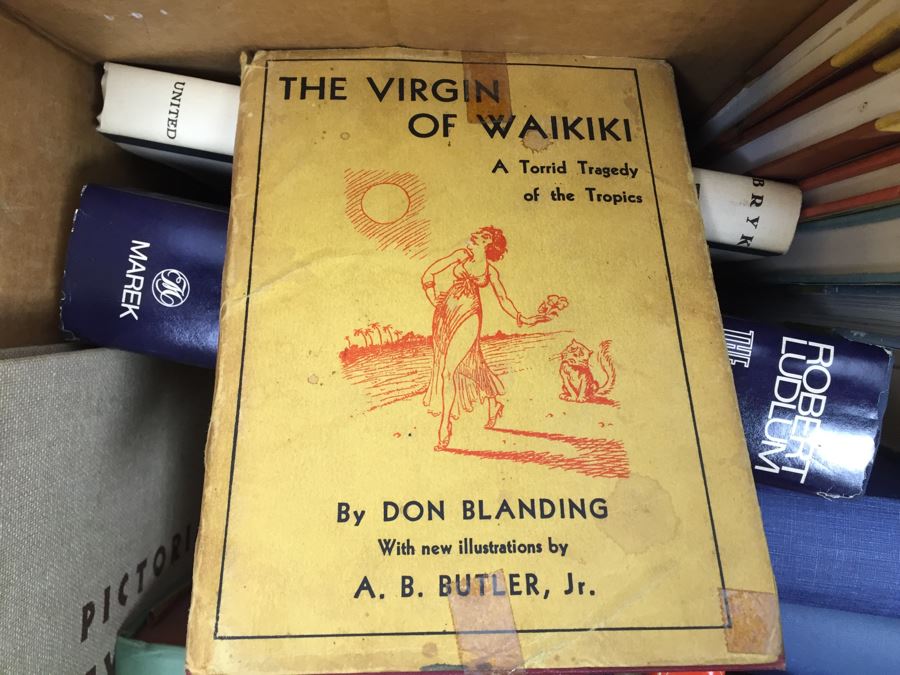 THE VIRGIN
OF WAIKIKI
A Torrid Tragedy
of the Tropics
By DON BLANDING
With new illustrations by
A. B. BUTLER, Jr.
UNITED
MAREK
BRYK
THE
ROBERT
LUDLUM